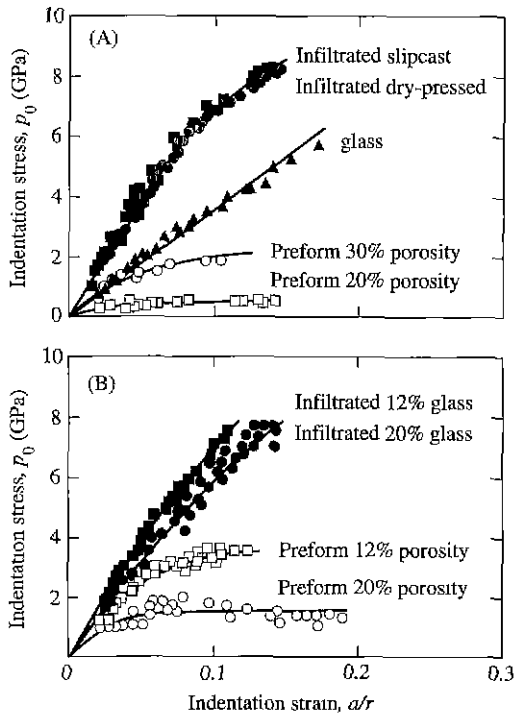 10
(A)
Infiltrated slipcast
8
Infiltrated dry-pressed
6
glass
4
2
Preform 30% porosity
Preform 20% porosity
0
Indentation stress, p0 (GPa)
10
(B)
Infiltrated 12% glass
8
Infiltrated 20% glass
6
4
Preform 12% porosity
2
Preform 20% porosity
Indentation stress, p0 (GPa)
0 0.1 0.2 0.3
Indentation strain, a/r